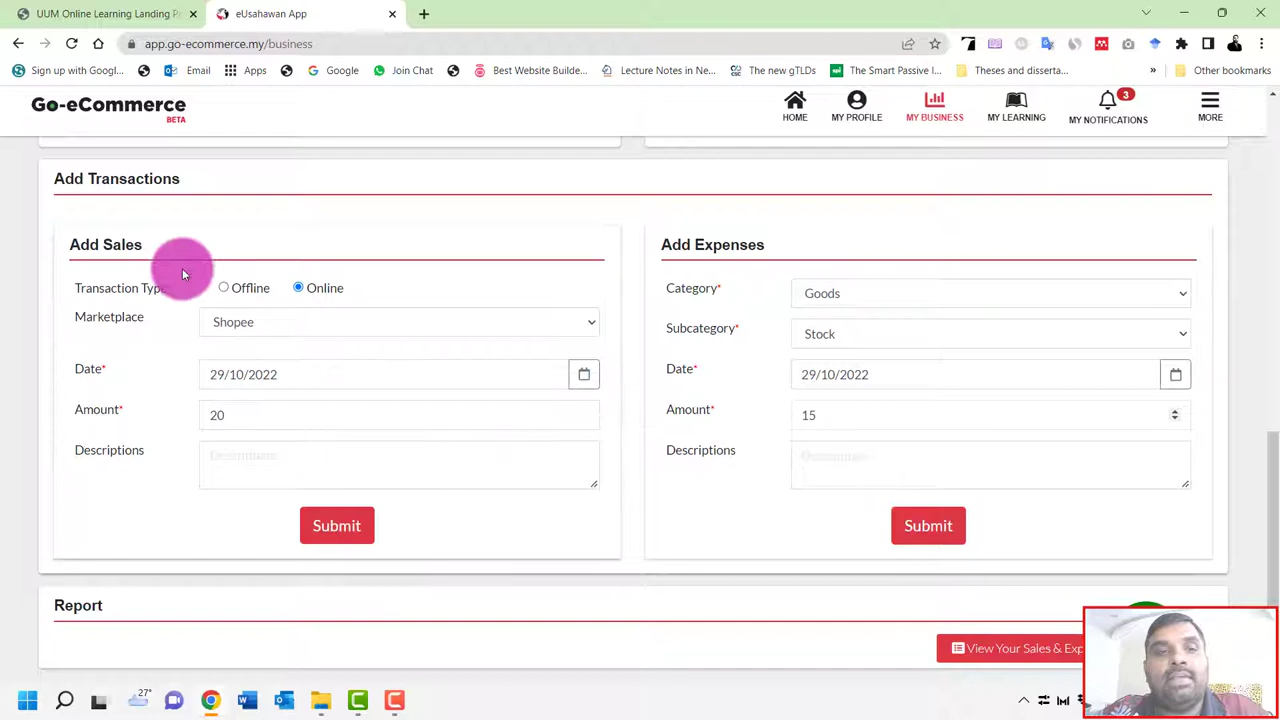 UUM Online Learning Landing P
eUsahawan App
app.go-ecommerce.my/business
Sign up with Googl...
Email
Apps
Google
Join Chat
Best Website Builde...
Lecture Notes in Ne...
The new gTLDs
The Smart Passive I...
Theses and disserta...
Other bookmarks
Go-eCommerce
BETA
HOME
MY PROFILE
MY BUSINESS
MY LEARNING
3
MY NOTIFICATIONS
MORE
Add Transactions
Add Sales
Transaction Typ
Offline
Online
Marketplace
Shopee
Date*
29/10/2022
Amount*
20
Descriptions
Descriptions
Submit
Add Expenses
Category*
Goods
Subcategory*
Stock
Date*
29/10/2022
Amount*
15
Descriptions
Descriptions
Submit
Report
View Your Sales & Exp
27°